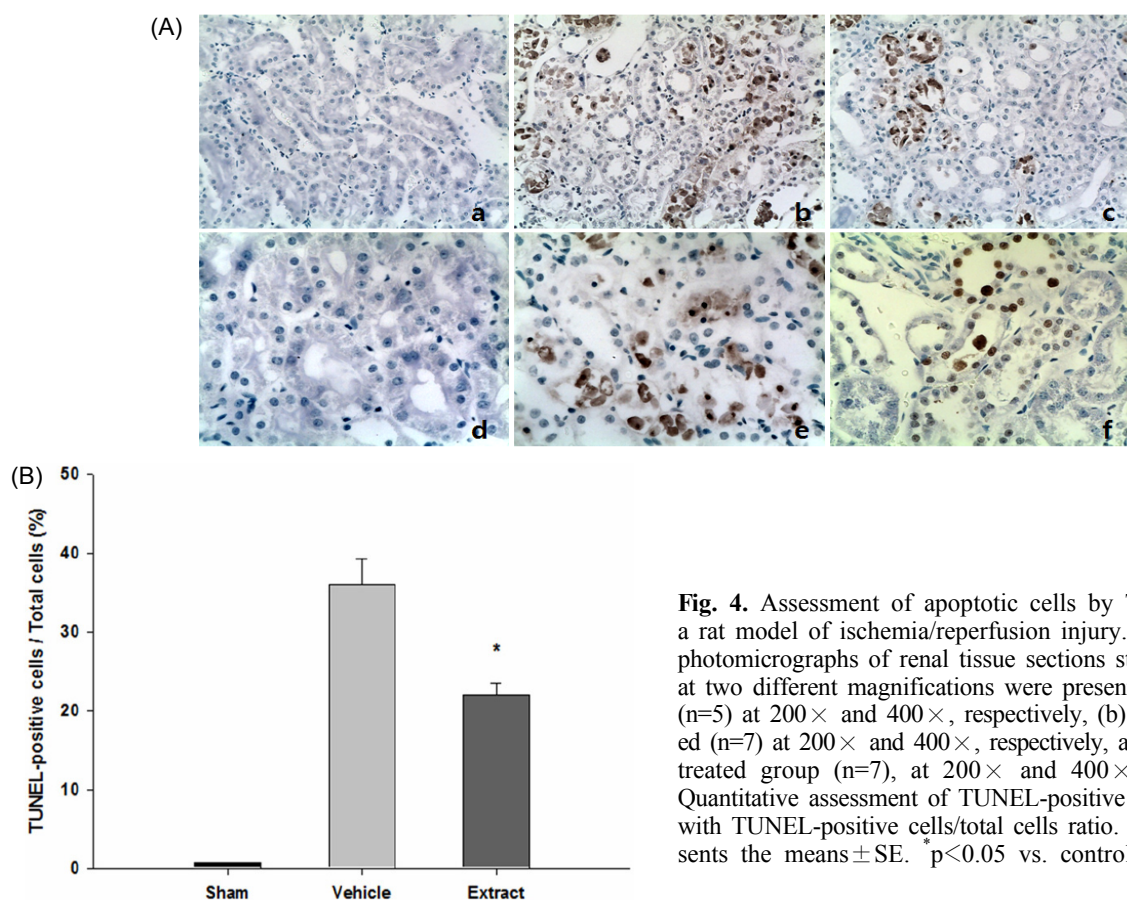 (A)
a
b
c
d
e
f
(B)
TUNEL-positive cells / Total cells (%)
50
40
30
20
10
0
*
Sham
Vehicle
Extract
Fig. 4. Assessment of apoptotic cells by
a rat model of ischemia/reperfusion injury.
photomicrographs of renal tissue sections
at two different magnifications were
(n=5) at 200× and 400×, respectively, (b)
ed (n=7) at 200× and 400×, respectively,
treated group (n=7), at 200× and 400×
Quantitative assessment of TUNEL-positive
with TUNEL-positive cells/total cells ratio.
sents the means±SE. *p<0.05 vs. control